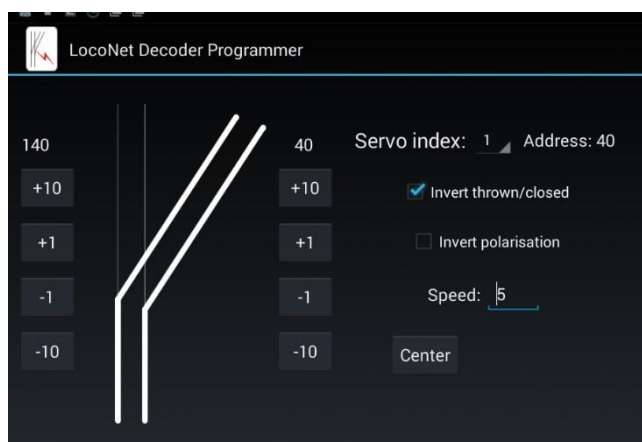 LocoNet Decoder Programmer
140
+10
+1
-1
-10
40
+10
+1
-1
-10
Servo index: 1 Address: 40
Invert thrown/closed
Invert polarisation
Speed: 5
Center